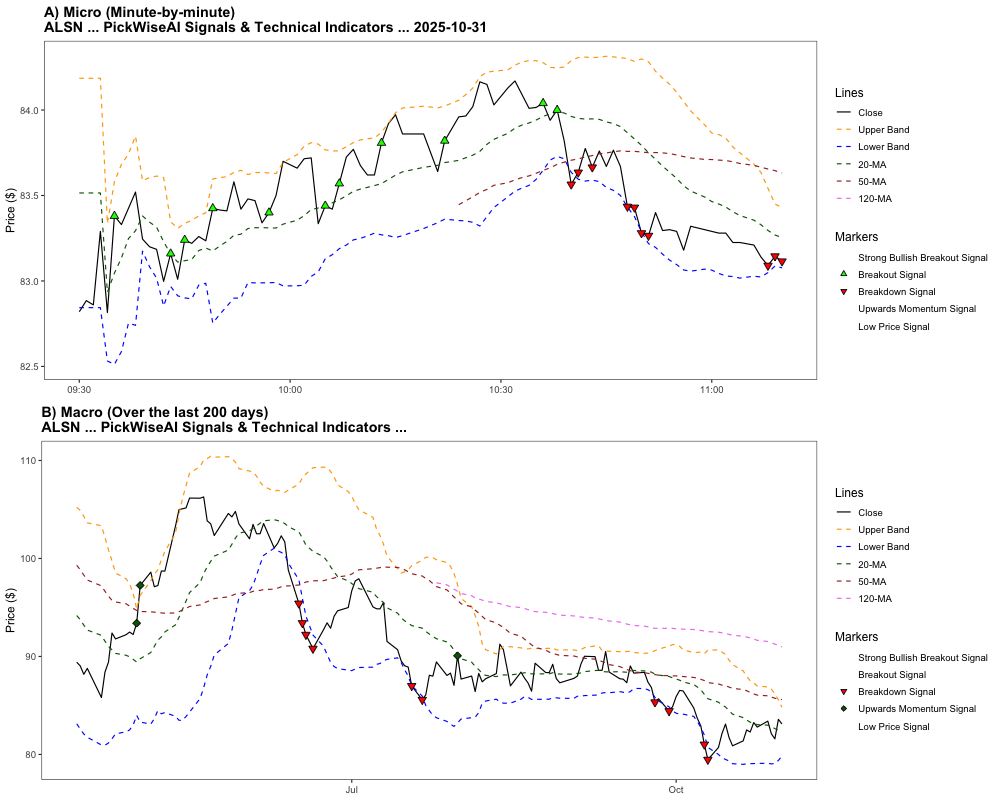 A) Micro (Minute-by-minute)
ALSN ... PickWiseAI Signals & Technical Indicators ... 2025-10-31
Price ($)
84.0
83.5
83.0
82.5
09:30
10:00
10:30
11:00
Lines
Close
Upper Band
Lower Band
20-MA
50-MA
120-MA
Markers
Strong Bullish Breakout Signal
Breakout Signal
Breakdown Signal
Upwards Momentum Signal
Low Price Signal
B) Macro (Over the last 200 days)
ALSN ... PickWiseAI Signals & Technical Indicators ...
Price ($)
110
100
90
80
Jul
Oct
Lines
Close
Upper Band
Lower Band
20-MA
50-MA
120-MA
Markers
Strong Bullish Breakout Signal
Breakout Signal
Breakdown Signal
Upwards Momentum Signal
Low Price Signal